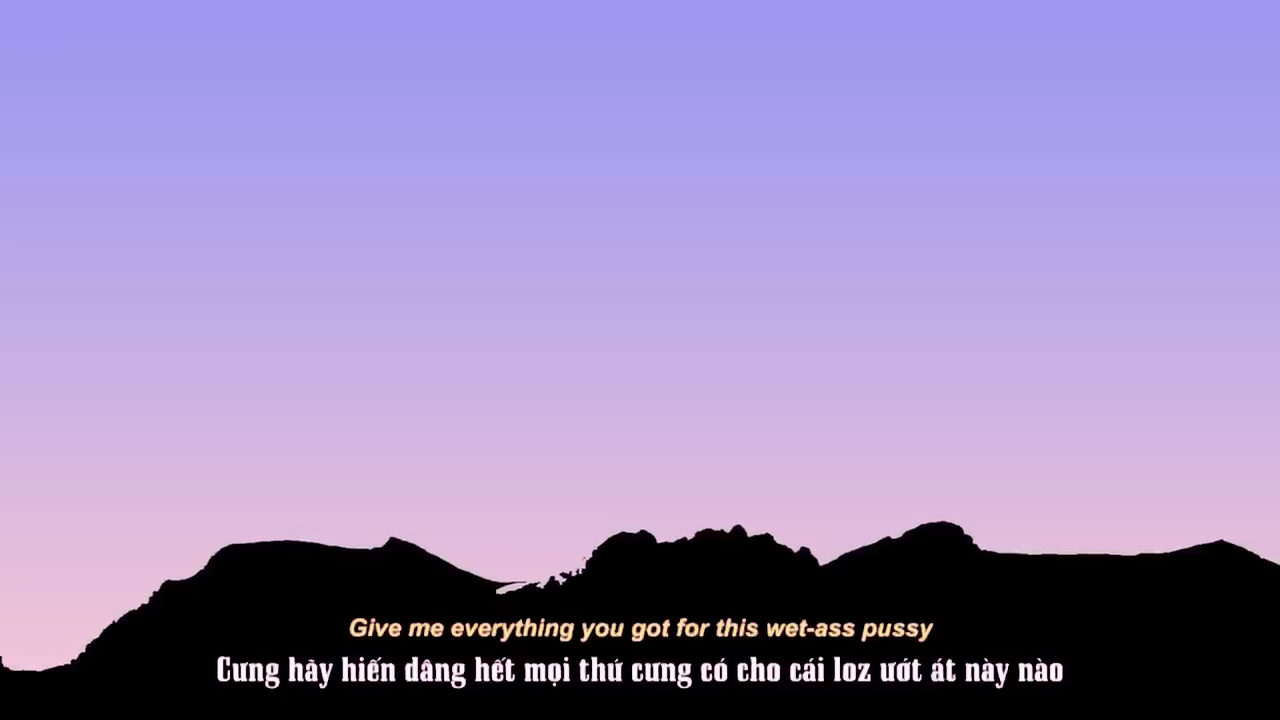 Give me everything you got for this wet-ass pussy
Cưng hãy hiến dâng hết mọi thứ cưng có cho cái loz ướt át này nào